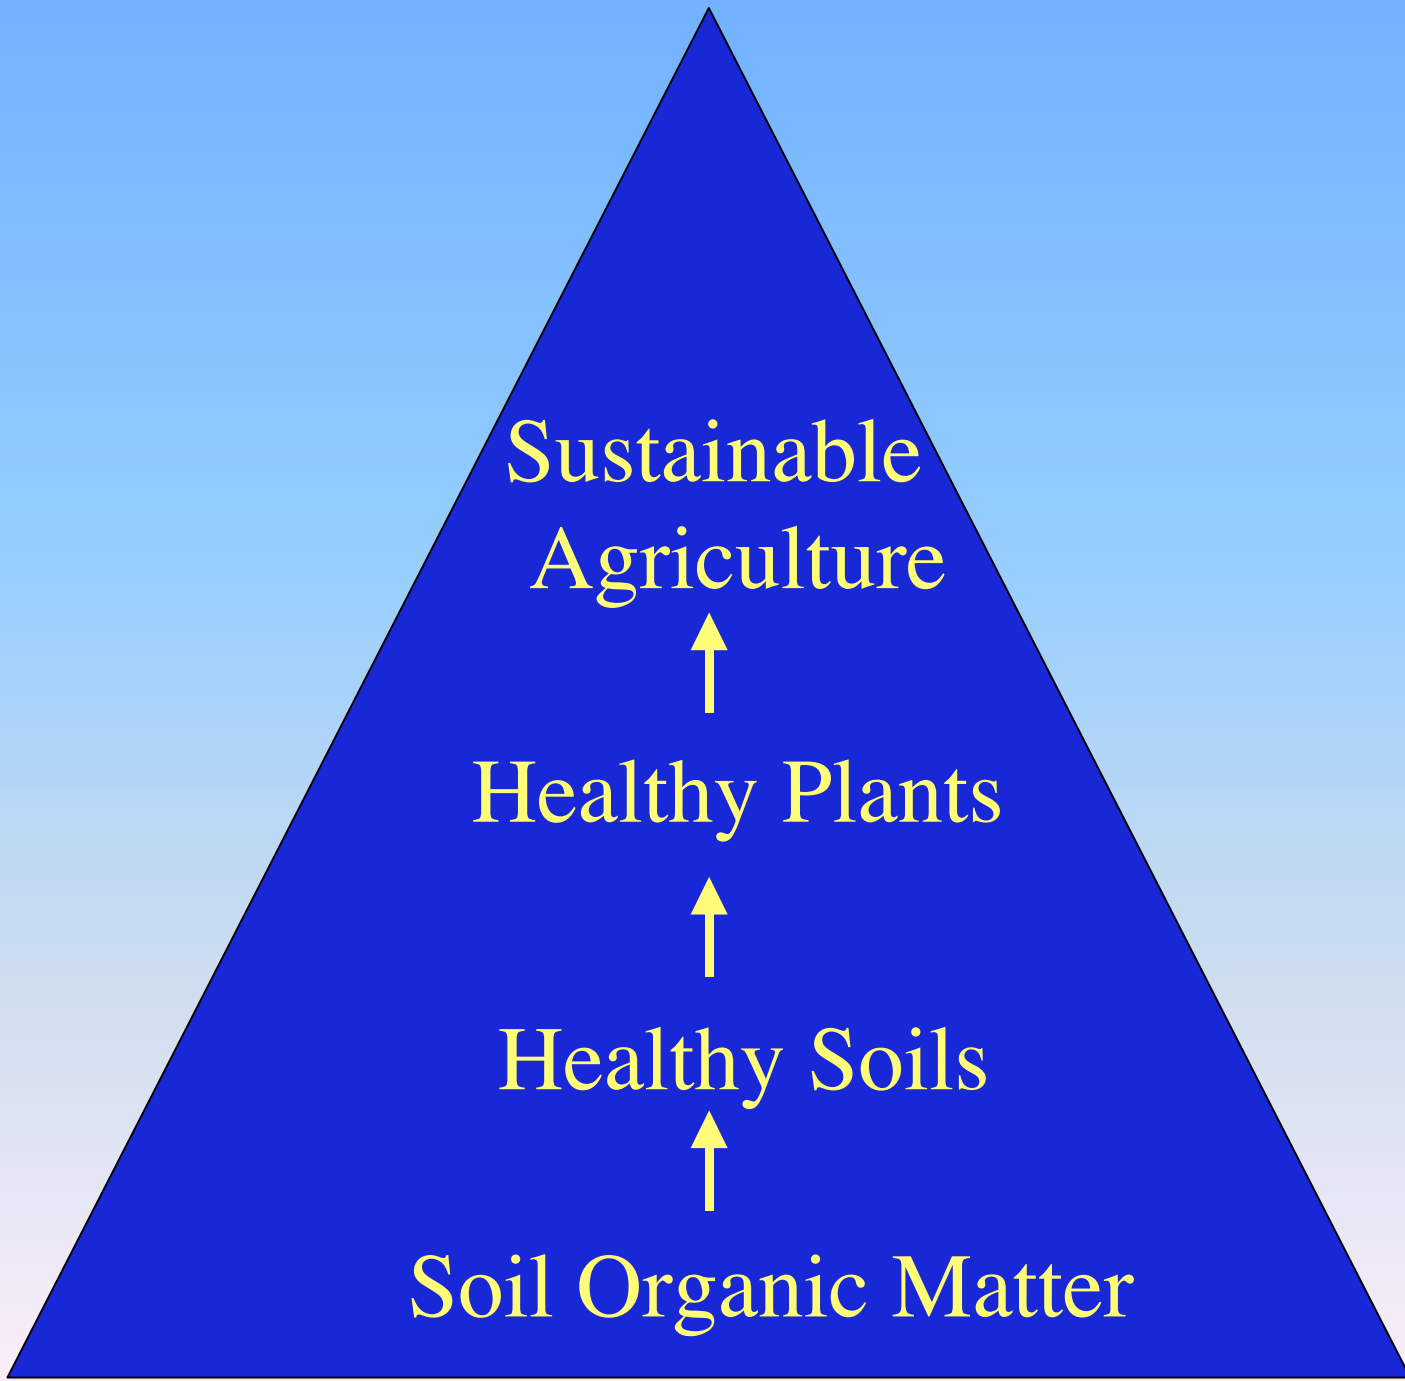 Sustainable
Agriculture
Healthy Plants
Healthy Soils
Soil Organic Matter